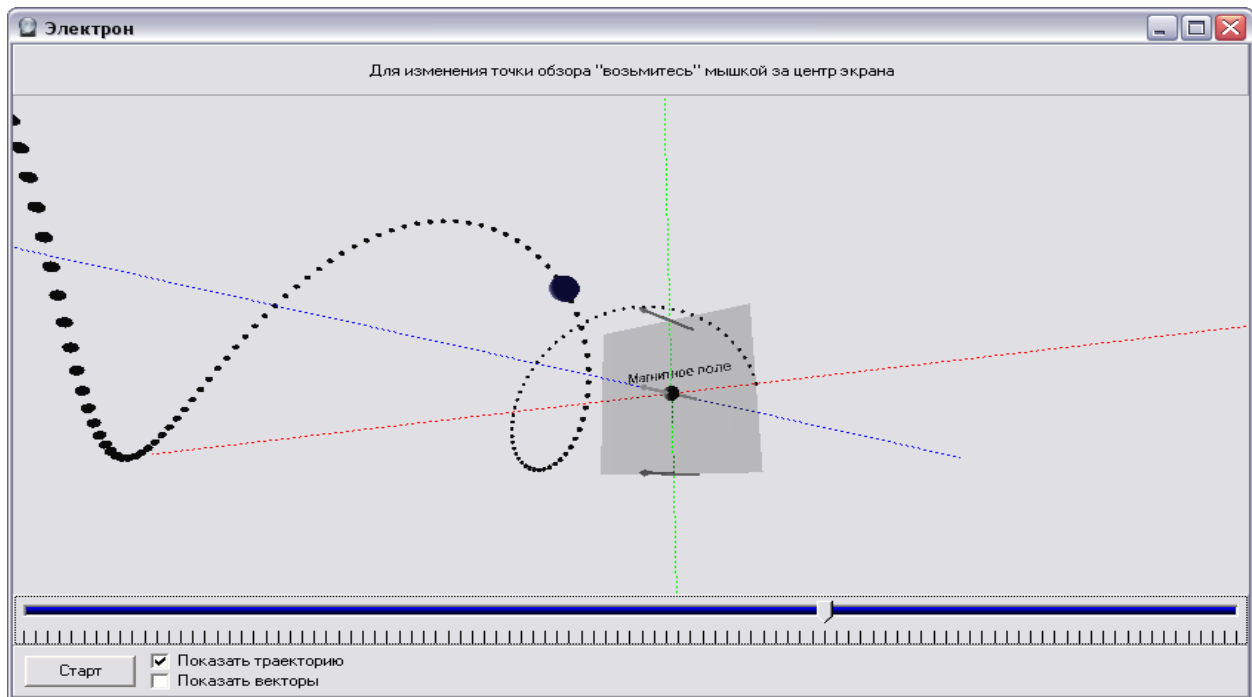 Электрон
Для изменения точки обзора "возьмитесь" мышкой за центр экрана
Магнитное поле
Старт
Показать траекторию
Показать векторы